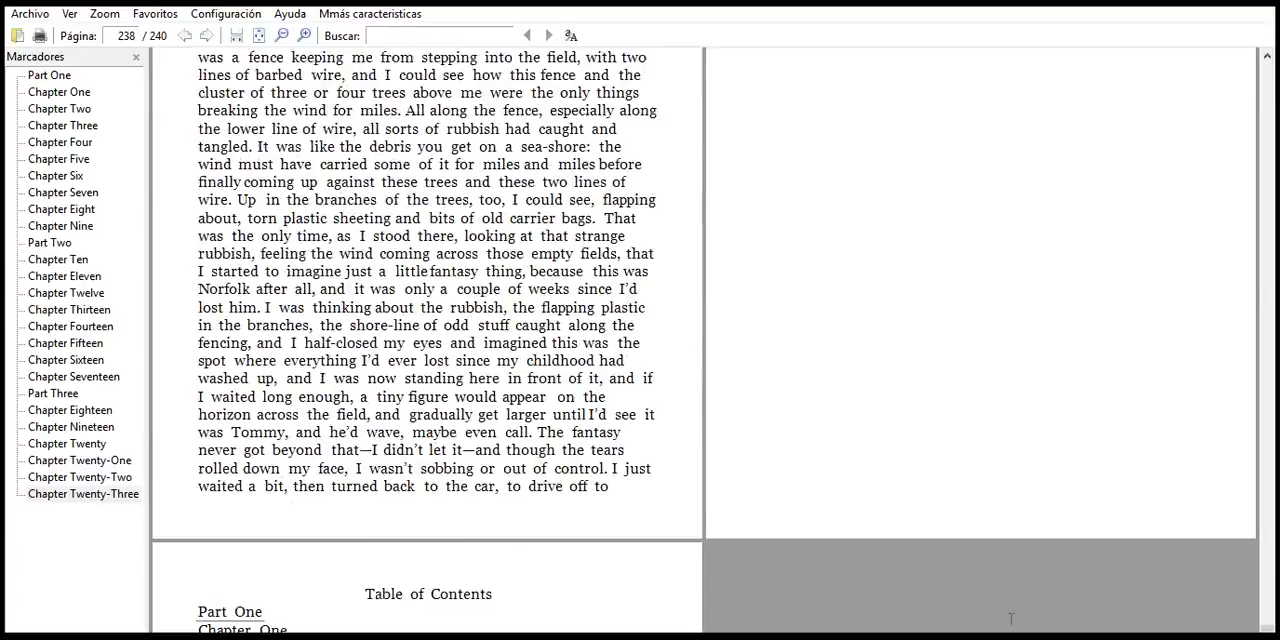 Archivo Ver Zoom Favoritos Configuración Ayuda Mmás características
Página: 238 / 240 Buscar:
Marcadores
Part One
Chapter One
Chapter Two
Chapter Three
Chapter Four
Chapter Five
Chapter Six
Chapter Seven
Chapter Eight
Chapter Nine
Part Two
Chapter Ten
Chapter Eleven
Chapter Twelve
Chapter Thirteen
Chapter Fourteen
Chapter Fifteen
Chapter Sixteen
Chapter Seventeen
Part Three
Chapter Eighteen
Chapter Nineteen
Chapter Twenty
Chapter Twenty-One
Chapter Twenty-Two
Chapter Twenty-Three
was a fence keeping me from stepping into the field, with two
lines of barbed wire, and I could see how this fence and the
cluster of three or four trees above me were the only things
breaking the wind for miles. All along the fence, especially along
the lower line of wire, all sorts of rubbish had caught and
tangled. It was like the debris you get on a sea-shore: the
wind must have carried some of it for miles and miles before
finally coming up against these trees and these two lines of
wire. Up in the branches of the trees, too, I could see, flapping
about, torn plastic sheeting and bits of old carrier bags. That
was the only time, as I stood there, looking at that strange
rubbish, feeling the wind coming across those empty fields, that
I started to imagine just a little fantasy thing, because this was
Norfolk after all, and it was only a couple of weeks since I’d
lost him. I was thinking about the rubbish, the flapping plastic
in the branches, the shore-line of odd stuff caught along the
fencing, and I half-closed my eyes and imagined this was the
spot where everything I’d ever lost since my childhood had
washed up, and I was now standing here in front of it, and if
I waited long enough, a tiny figure would appear on the
horizon across the field, and gradually get larger until I’d see it
was Tommy, and he’d wave, maybe even call. The fantasy
never got beyond that—I didn’t let it—and though the tears
rolled down my face, I wasn’t sobbing or out of control. I just
waited a bit, then turned back to the car, to drive off to
Table of Contents
Part One
Chapter One